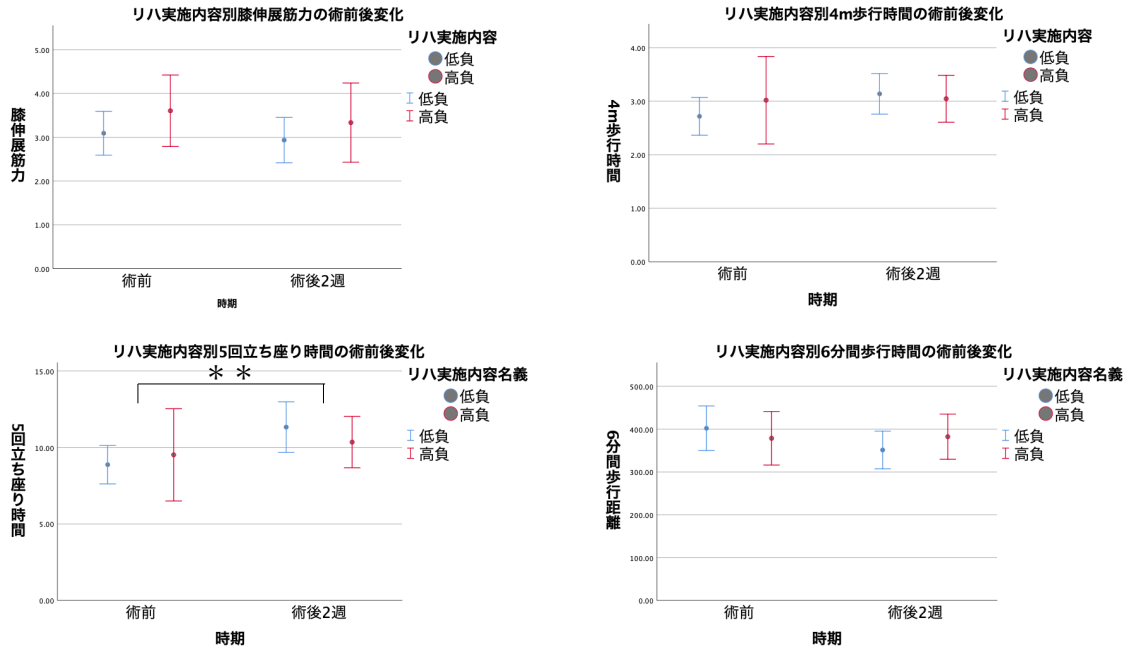 リハ実施内容別膝伸展筋力の術前後変化
リハ実施内容
低負
高負
低負
高負
膝伸展筋力
5.00
4.00
3.00
2.00
1.00
0.00
術前
術後2週
時期
リハ実施内容別4m歩行時間の術前後変化
リハ実施内容
低負
高負
低負
高負
4m歩行時間
4.00
3.00
2.00
1.00
0.00
術前
術後2週
時期
リハ実施内容別5回立ち座り時間の術前後変化
リハ実施内容名義
低負
高負
低負
高負
5回立ち座り時間
15.00
10.00
5.00
0.00
＊＊
術前
術後2週
時期
リハ実施内容別6分間歩行時間の術前後変化
リハ実施内容名義
低負
高負
低負
高負
6分間歩行距離
500.00
400.00
300.00
200.00
100.00
0.00
術前
術後2週
時期